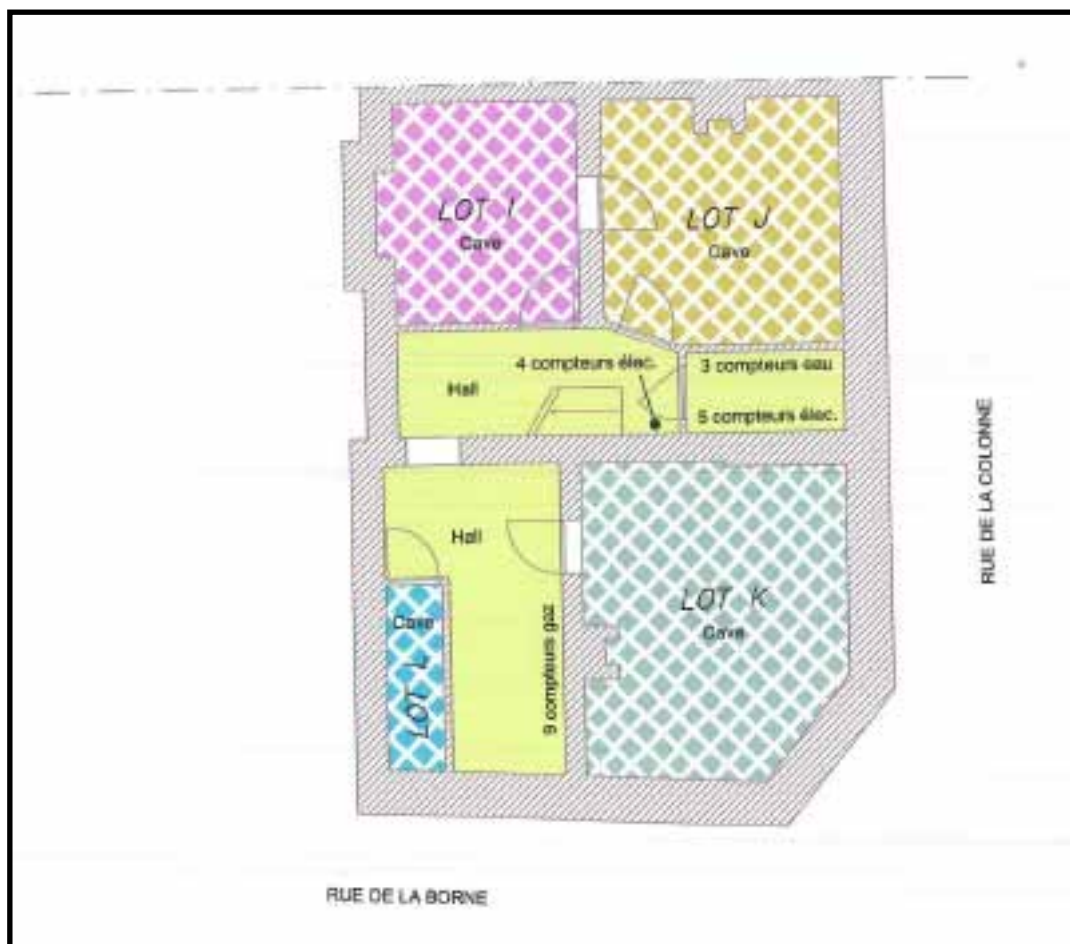 LOT I
Cave
LOT J
Cave
4 compteurs élec.
3 compteurs eau
Hall
5 compteurs élec.
RUE DE LA COLONNE
Hall
LOT K
Cave
Cave
LOT L
9 compteurs gaz
RUE DE LA BORNE